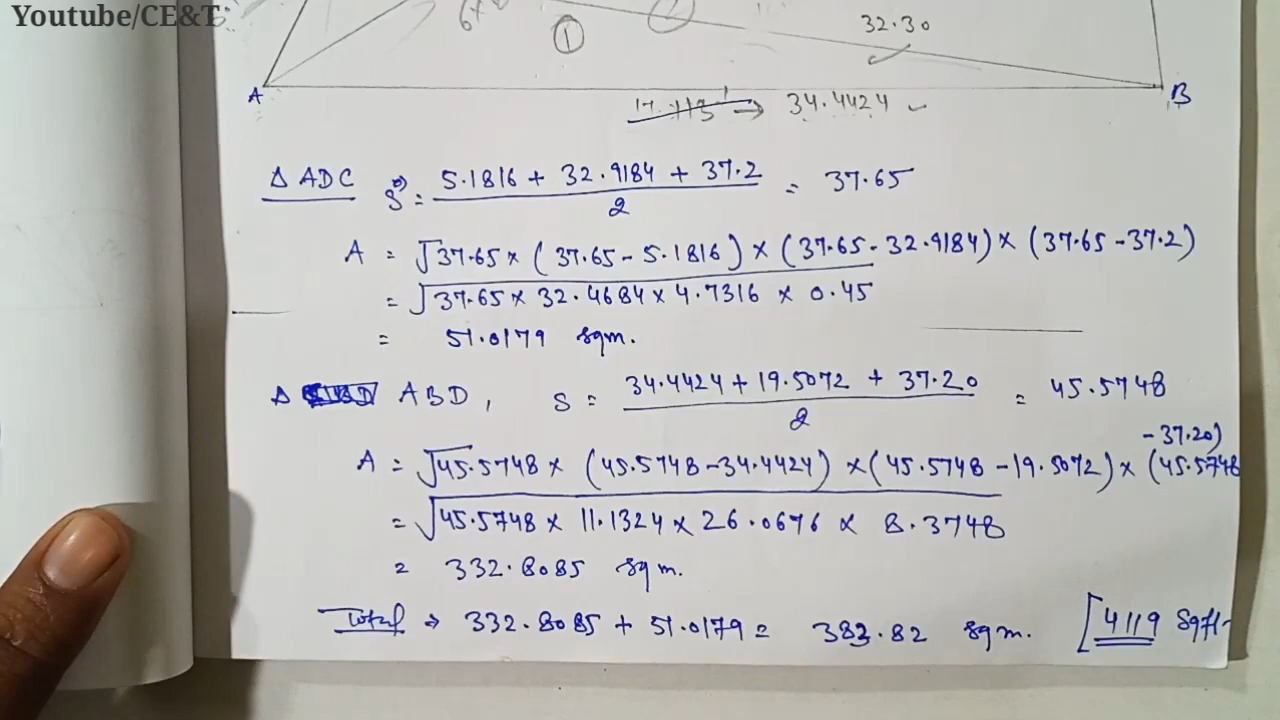 Youtube/CE&T
①
32.30
A
B
→ 34.4424 ✓
Δ ADC S = 5.1816 + 32.9184 + 37.2 / 2 = 37.65
A = √37.65 × (37.65 - 5.1816) × (37.65 - 32.9184) × (37.65 - 37.2)
= √37.65 × 32.4684 × 4.7316 × 0.45
= 51.0179 sqm.
Δ ABD, S = 34.4424 + 19.5072 + 37.20 / 2 = 45.5748
A = √45.5748 × (45.5748 - 34.4424) × (45.5748 - 19.5072) × (45.5748 - 37.20)
= √45.5748 × 11.1324 × 26.0676 × 8.3748
= 332.8085 sqm.
Total → 332.8085 + 51.0179 = 383.82 sqm. [4119 sqft